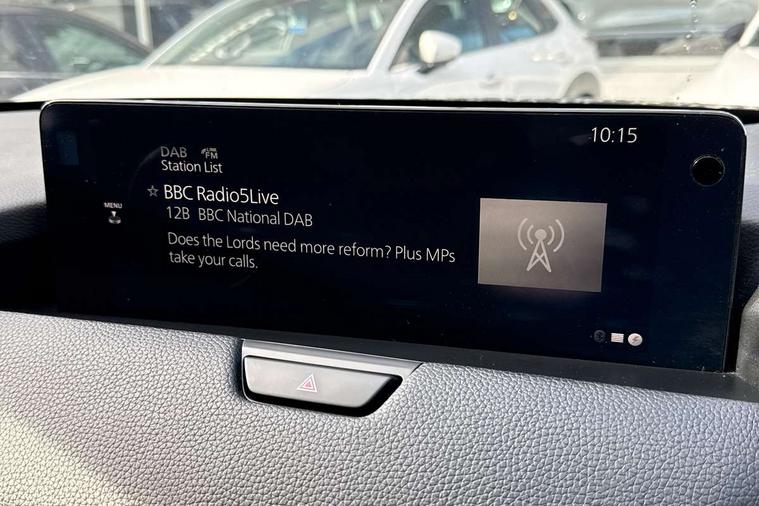 10:15
DAB LINK FM
Station List
MENU
BBC Radio5Live
12B BBC National DAB
Does the Lords need more reform? Plus MPs
take your calls.